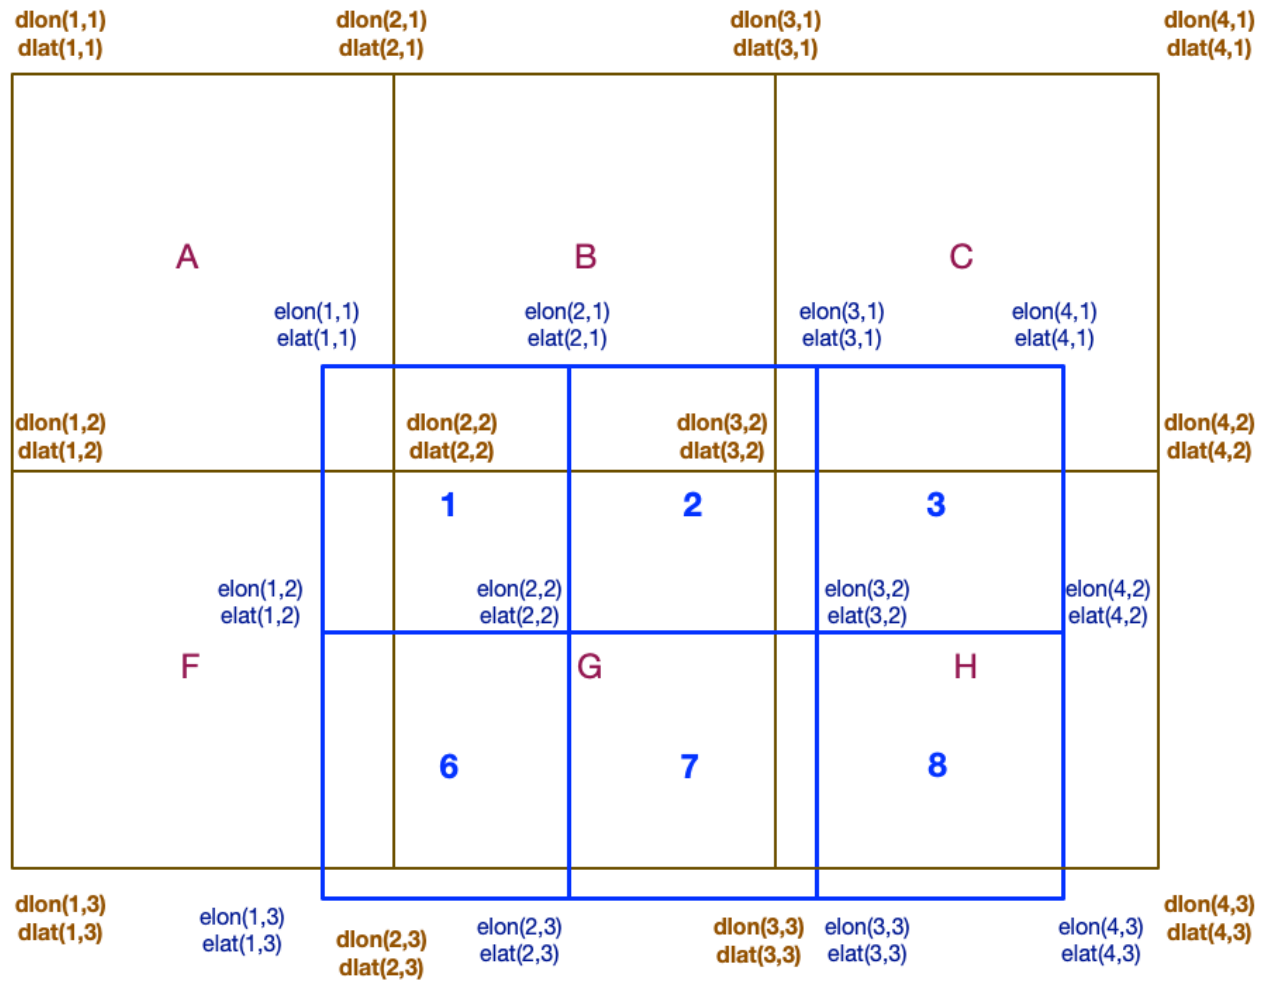 dlon(1,1)
dlat(1,1)
dlon(2,1)
dlat(2,1)
dlon(3,1)
dlat(3,1)
dlon(4,1)
dlat(4,1)
A
B
C
elon(1,1)
elat(1,1)
elon(2,1)
elat(2,1)
elon(3,1)
elat(3,1)
elon(4,1)
elat(4,1)
dlon(1,2)
dlat(1,2)
dlon(2,2)
dlat(2,2)
dlon(3,2)
dlat(3,2)
dlon(4,2)
dlat(4,2)
1
2
3
elon(1,2)
elat(1,2)
elon(2,2)
elat(2,2)
elon(3,2)
elat(3,2)
elon(4,2)
elat(4,2)
F
G
H
6
7
8
dlon(1,3)
dlat(1,3)
elon(1,3)
elat(1,3)
dlon(2,3)
dlat(2,3)
elon(2,3)
elat(2,3)
dlon(3,3)
dlat(3,3)
elon(3,3)
elat(3,3)
elon(4,3)
elat(4,3)
dlon(4,3)
dlat(4,3)